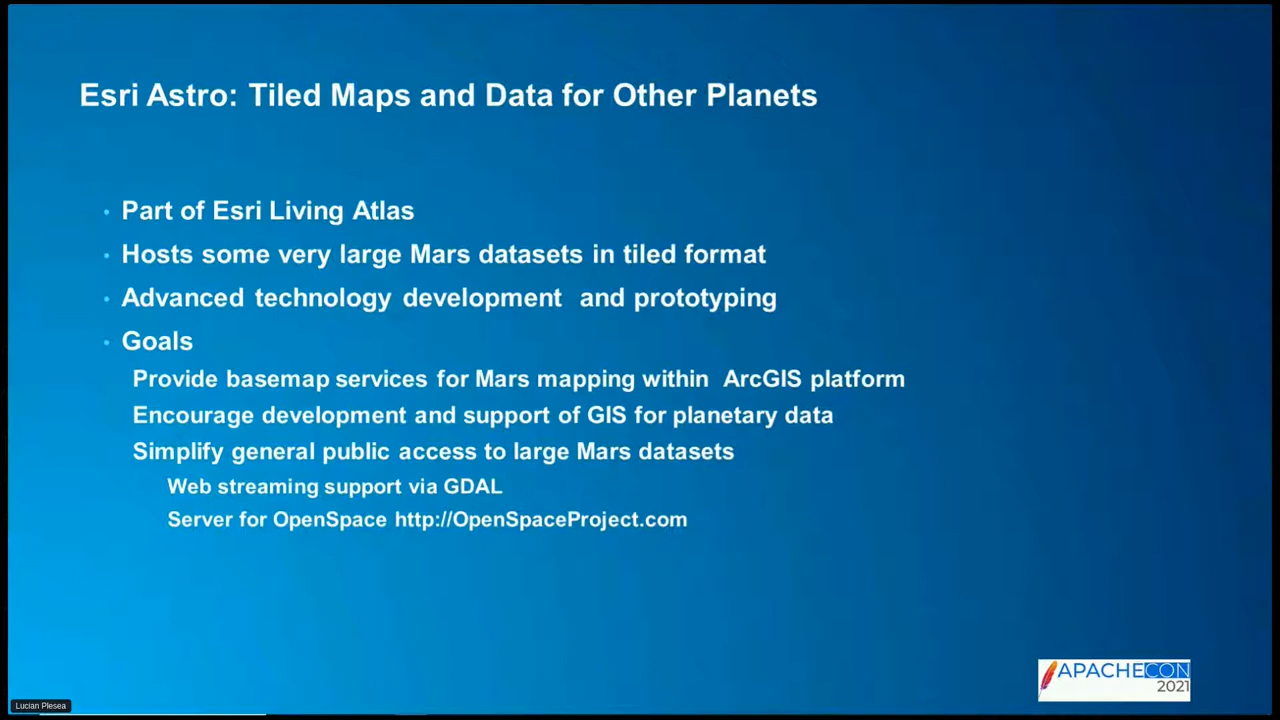 Esri Astro: Tiled Maps and Data for Other Planets
• Part of Esri Living Atlas
• Hosts some very large Mars datasets in tiled format
• Advanced technology development and prototyping
• Goals
Provide basemap services for Mars mapping within ArcGIS platform
Encourage development and support of GIS for planetary data
Simplify general public access to large Mars datasets
Web streaming support via GDAL
Server for OpenSpace http://OpenSpaceProject.com
APACHECON
2021
Lucian Plesea